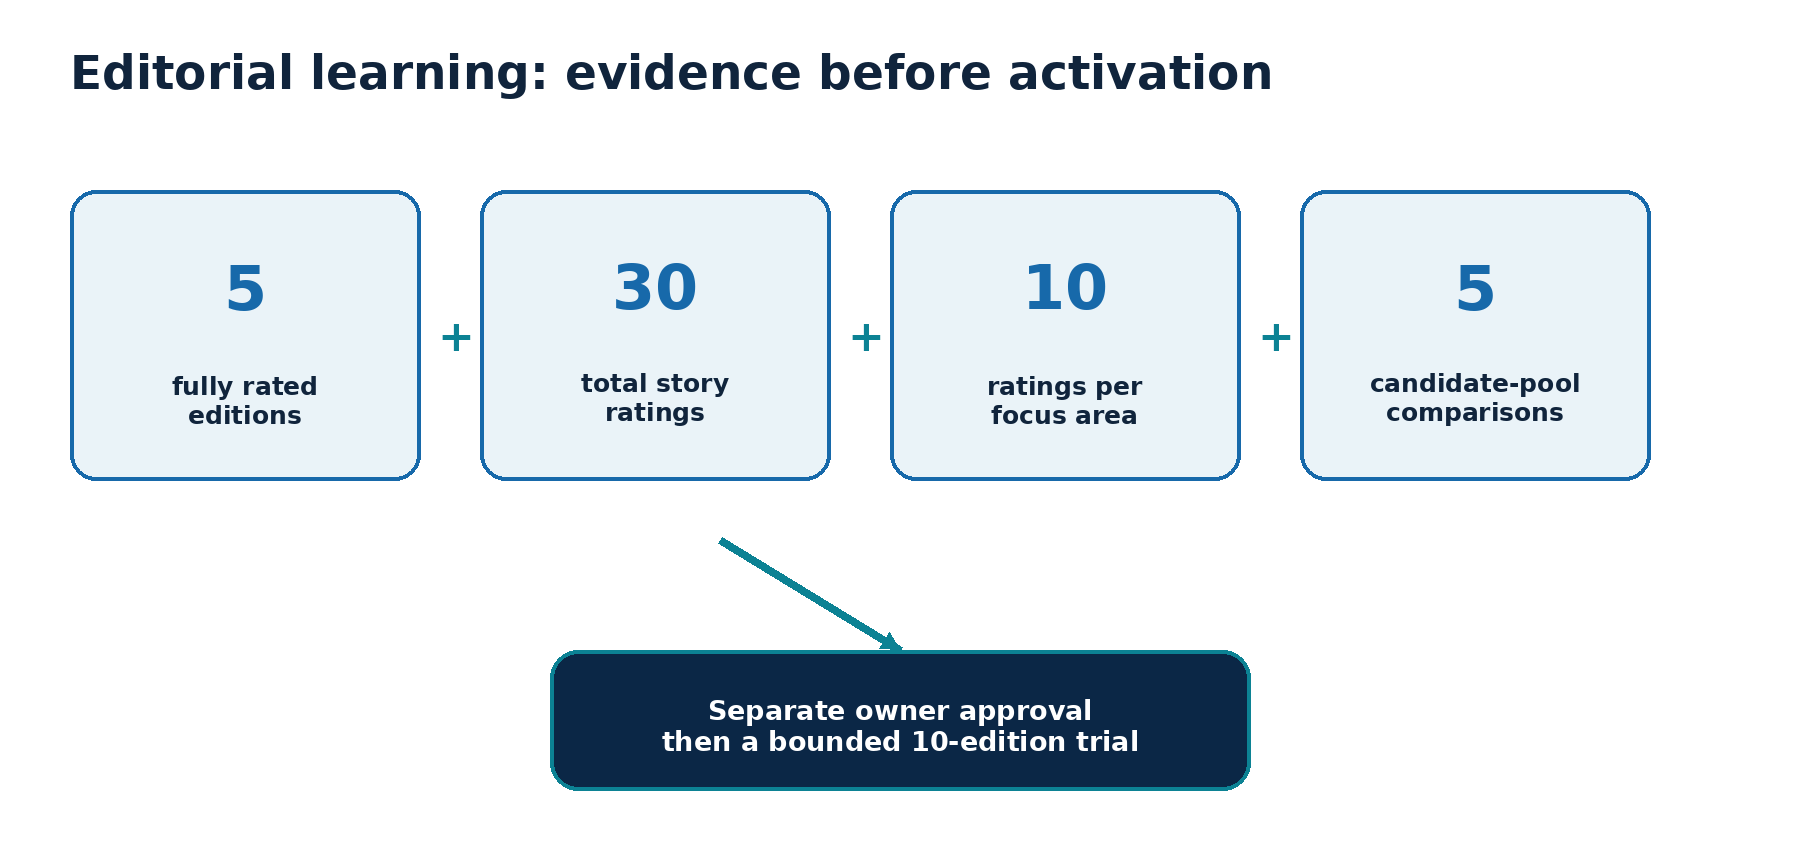 Editorial learning: evidence before activation
5
fully rated
editions
+
30
total story
ratings
+
10
ratings per
focus area
+
5
candidate-pool
comparisons
Separate owner approval
then a bounded 10-edition trial